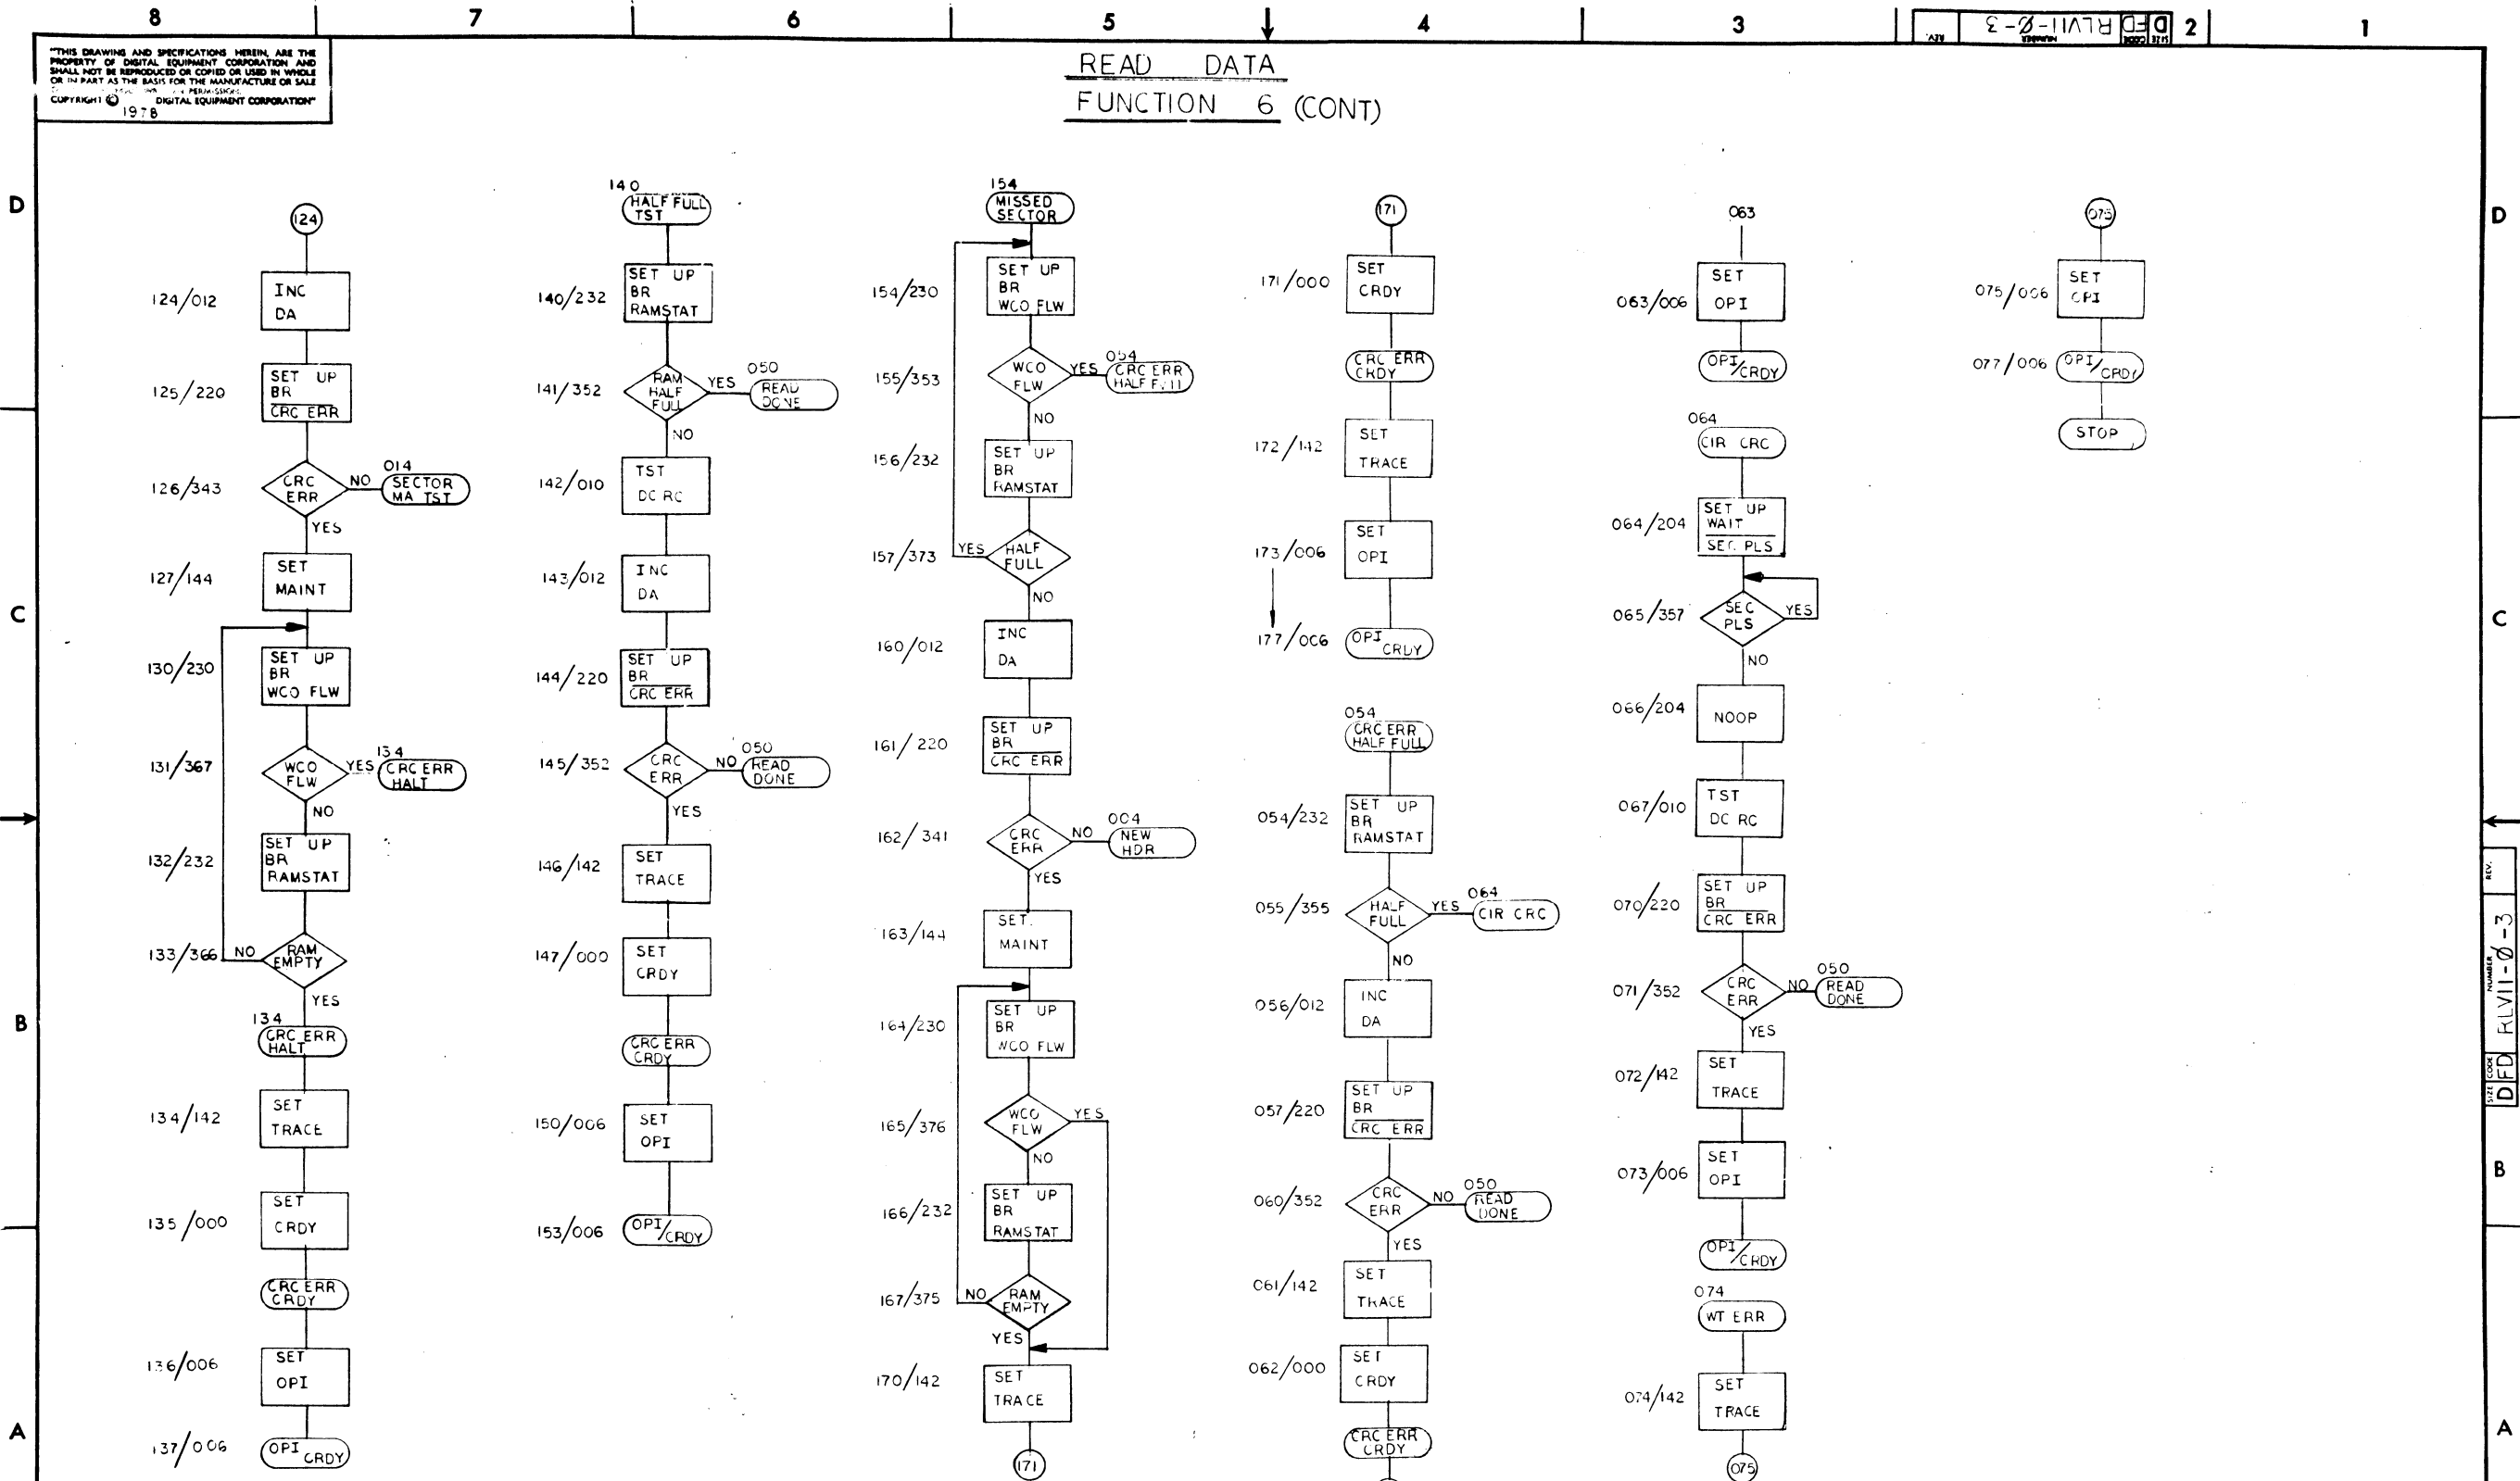 8 7 6 5 4 3 2 1
SIZE CODE NUMBER REV.
D FD RLV11-Ø-3
"THIS DRAWING AND SPECIFICATIONS HEREIN, ARE THE
PROPERTY OF DIGITAL EQUIPMENT CORPORATION AND
SHALL NOT BE REPRODUCED OR COPIED OR USED IN WHOLE
OR IN PART AS THE BASIS FOR THE MANUFACTURE OR SALE
PERMISSION.
COPYRIGHT © DIGITAL EQUIPMENT CORPORATION"
1978
READ DATA
FUNCTION 6 (CONT)
D
C
B
A
124
124/012
INC
DA
125/220
SET UP
BR
CRC ERR
126/343
CRC
ERR
NO
014
SECTOR
MA TST
YES
127/144
SET
MAINT
130/230
SET UP
BR
WCO FLW
131/367
WCO
FLW
YES
134
CRC ERR
HALT
NO
132/232
SET UP
BR
RAMSTAT
133/366
NO
RAM
EMPTY
YES
134
CRC ERR
HALT
134/142
SET
TRACE
135/000
SET
CRDY
CRC ERR
CRDY
136/006
SET
OPI
137/006
OPI
CRDY
140
HALF FULL
TST
140/232
SET UP
BR
RAMSTAT
141/352
RAM
HALF
FULL
YES
050
READ
DONE
NO
142/010
TST
DC RC
143/012
INC
DA
144/220
SET UP
BR
CRC ERR
145/352
CRC
ERR
NO
050
READ
DONE
YES
146/142
SET
TRACE
147/000
SET
CRDY
CRC ERR
CRDY
150/006
SET
OPI
153/006
OPI/CRDY
154
MISSED
SECTOR
154/230
SET UP
BR
WCO FLW
155/353
WCO
FLW
YES
054
CRC ERR
HALF FULL
NO
156/232
SET UP
BR
RAMSTAT
157/373
YES
HALF
FULL
NO
160/012
INC
DA
161/220
SET UP
BR
CRC ERR
162/341
CRC
ERR
NO
004
NEW
HDR
YES
163/144
SET
MAINT
164/230
SET UP
BR
WCO FLW
165/376
WCO
FLW
YES
NO
166/232
SET UP
BR
RAMSTAT
167/375
NO
RAM
EMPTY
YES
170/142
SET
TRACE
171
171
171/000
SET
CRDY
CRC ERR
CRDY
172/142
SET
TRACE
173/006
SET
OPI
177/006
OPI
CRDY
054
CRC ERR
HALF FULL
054/232
SET UP
BR
RAMSTAT
055/355
HALF
FULL
YES
064
CIR CRC
NO
056/012
INC
DA
057/220
SET UP
BR
CRC ERR
060/352
CRC
ERR
NO
050
READ
DONE
YES
061/142
SET
TRACE
062/000
SET
CRDY
CRC ERR
CRDY
063
063/006
SET
OPI
OPI/CRDY
064
CIR CRC
064/204
SET UP
WAIT
SEC PLS
065/357
SEC
PLS
YES
NO
066/204
NOOP
067/010
TST
DC RC
070/220
SET UP
BR
CRC ERR
071/352
CRC
ERR
NO
050
READ
DONE
YES
072/142
SET
TRACE
073/006
SET
OPI
OPI/CRDY
074
WT ERR
074/142
SET
TRACE
075
075
075/006
SET
OPI
077/006
OPI/CRDY
STOP
D
C
B
A
SIZE CODE NUMBER REV.
D FD RLV11-Ø-3